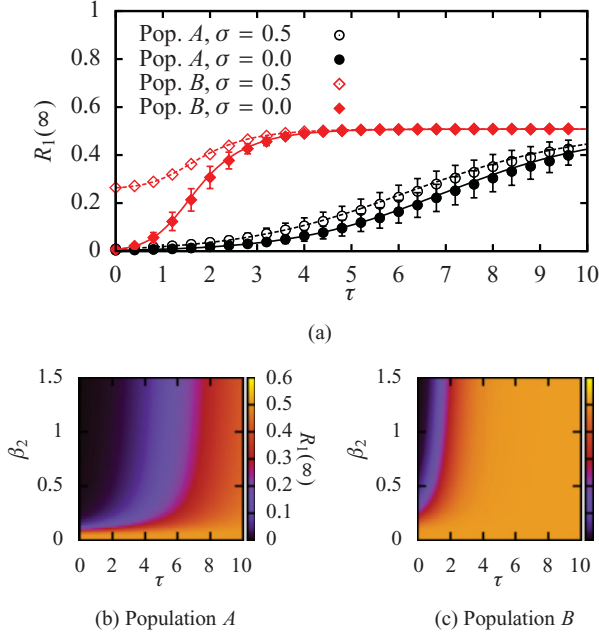 1
0.8
0.6
0.4
0.2
0
R₁(∞)
Pop. A, σ = 0.5
Pop. A, σ = 0.0
Pop. B, σ = 0.5
Pop. B, σ = 0.0
0 1 2 3 4 5 6 7 8 9 10
τ
(a)
1.5
1
0.5
0
β₂
0 2 4 6 8 10
τ
0.6
0.5
0.4
0.3
0.2
0.1
0
R₁(∞)
(b) Population A
1.5
1
0.5
0
β₂
0 2 4 6 8 10
τ
(c) Population B